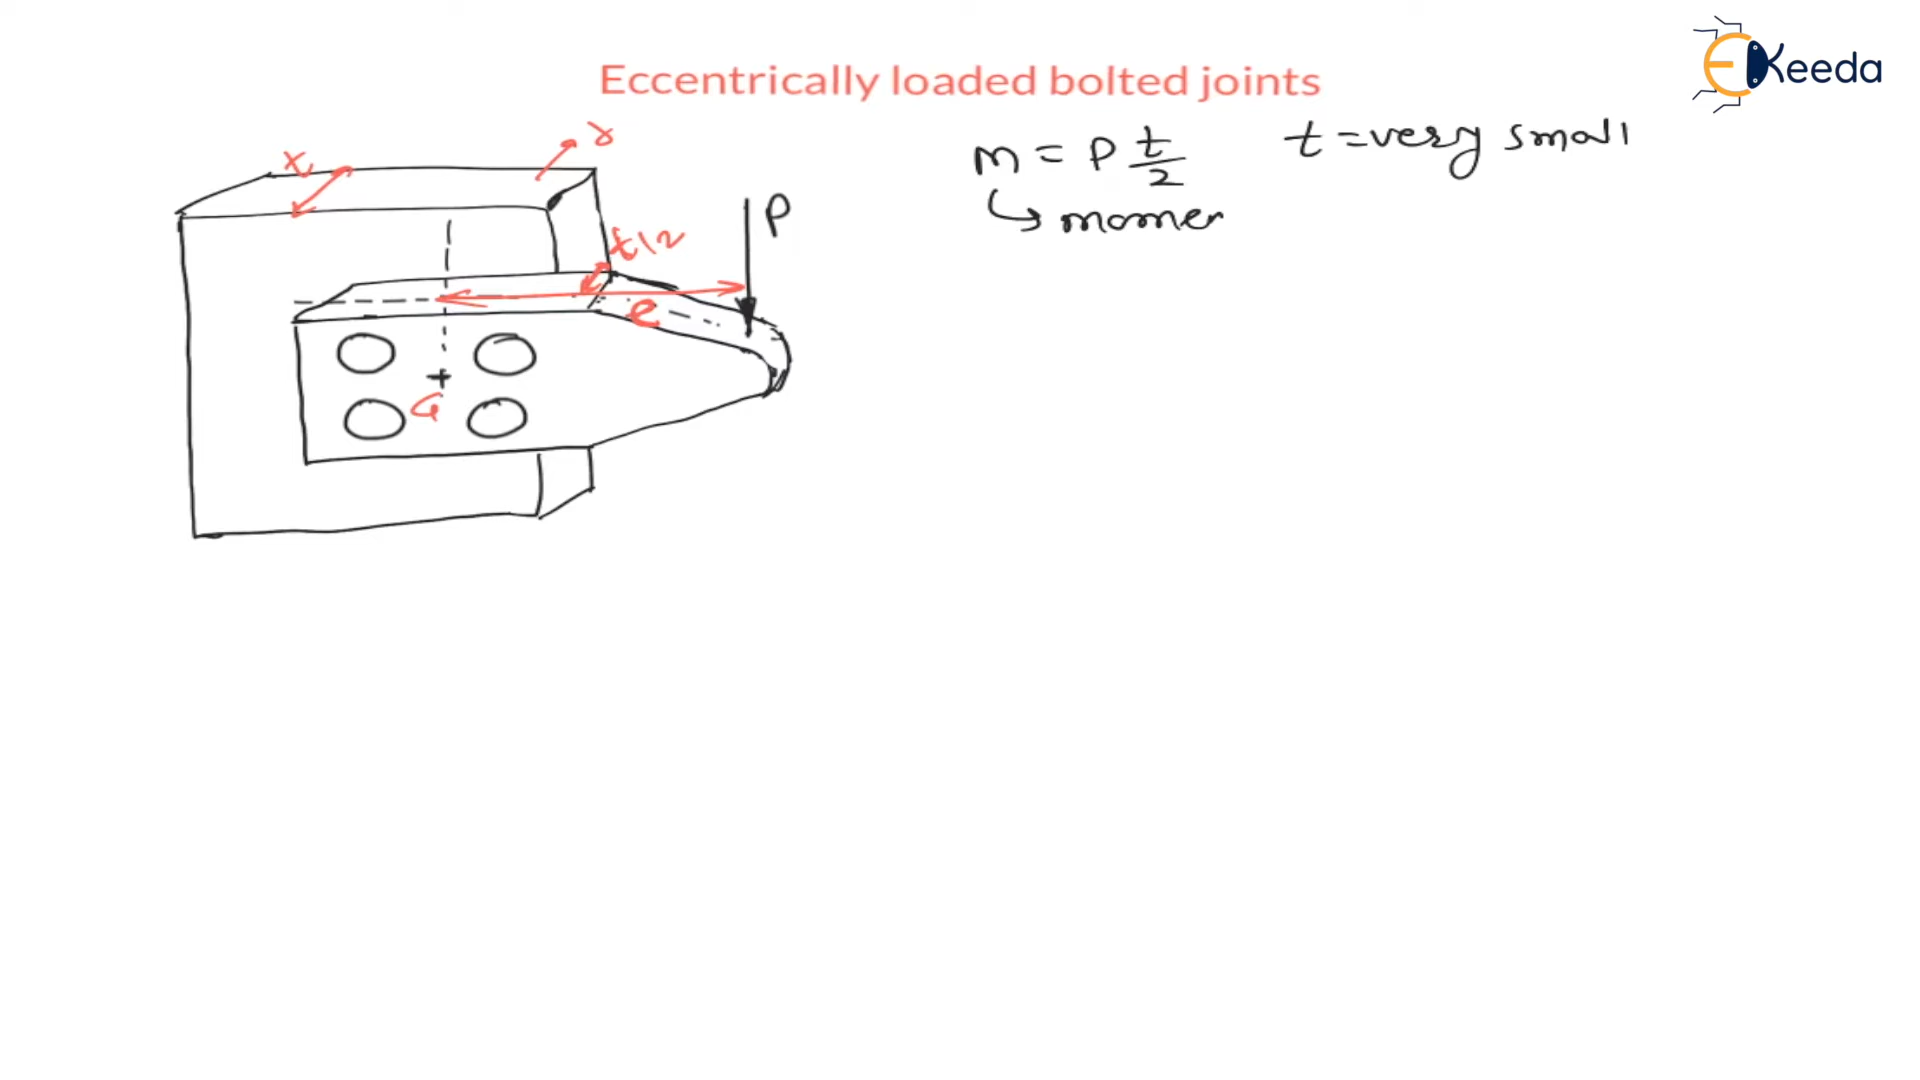 EKeeda
Eccentrically loaded bolted joints
m = P t/2
t = very small
↳ momen
t
P
t/2
e
G